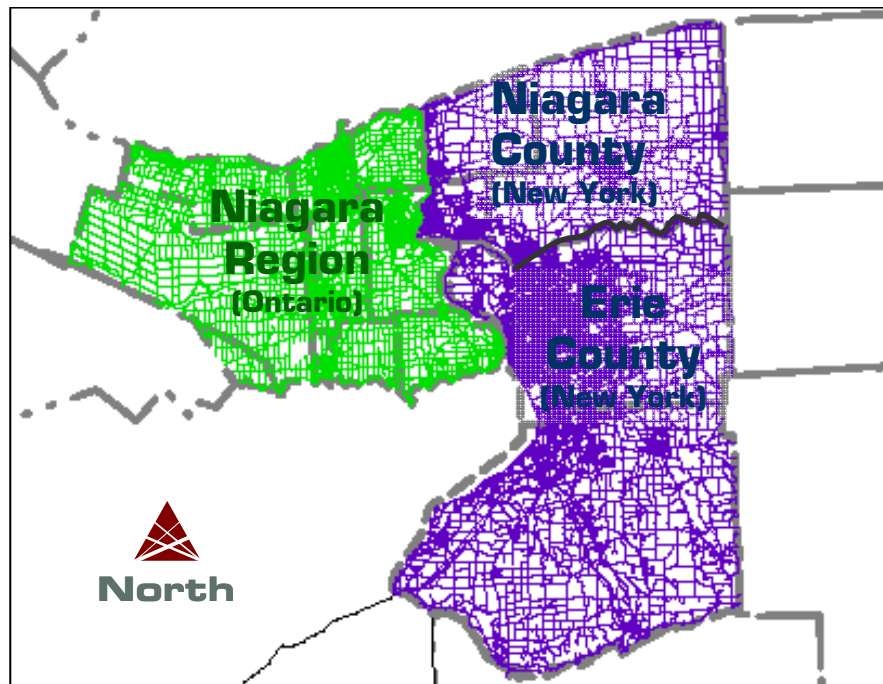 Niagara
County
(New York)
Niagara
Region
(Ontario)
Erie
County
(New York)
North